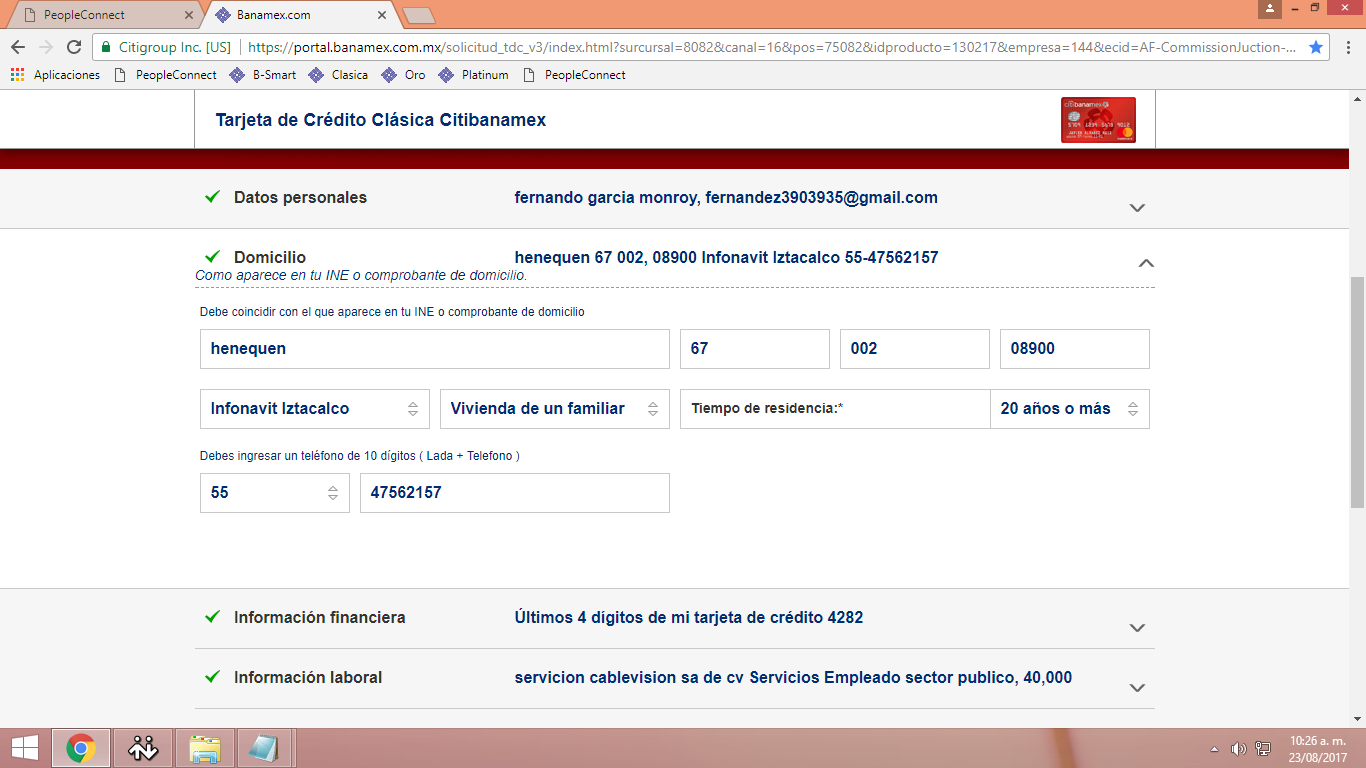 PeopleConnect
Banamex.com
Citigroup Inc. [US]
https://portal.banamex.com.mx/solicitud_tdc_v3/index.html?surcursal=8082&canal=16&pos=75082&idproducto=130217&empresa=144&ecid=AF-CommissionJuction-...
Aplicaciones PeopleConnect B-Smart Clasica Oro Platinum PeopleConnect
Tarjeta de Crédito Clásica Citibanamex
citibanamex
Datos personales fernando garcia monroy, fernandez3903935@gmail.com
Domicilio henequen 67 002, 08900 Infonavit Iztacalco 55-47562157
Como aparece en tu INE o comprobante de domicilio.
Debe coincidir con el que aparece en tu INE o comprobante de domicilio
henequen 67 002 08900
Infonavit Iztacalco Vivienda de un familiar Tiempo de residencia:* 20 años o más
Debes ingresar un teléfono de 10 dígitos ( Lada + Telefono )
55 47562157
Información financiera Últimos 4 dígitos de mi tarjeta de crédito 4282
Información laboral servicion cablevision sa de cv Servicios Empleado sector publico, 40,000
10:26 a. m.
23/08/2017